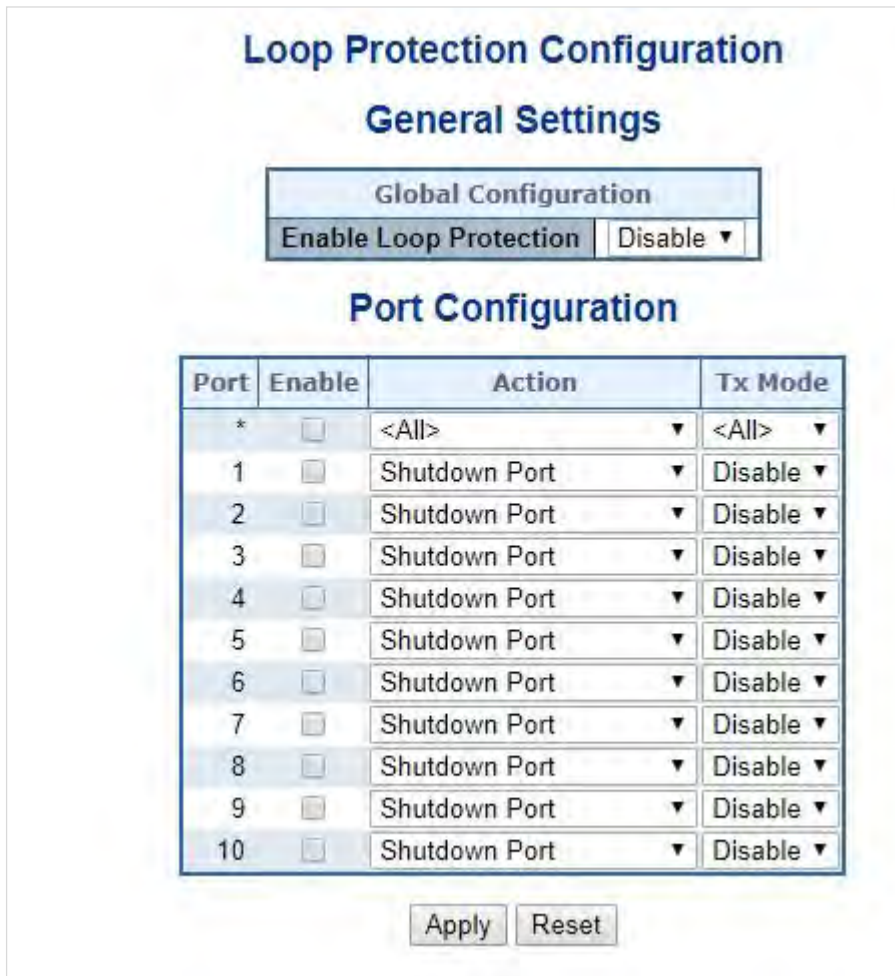 Loop Protection Configuration
General Settings
Global Configuration
Enable Loop Protection Disable
Port Configuration
Port Enable Action Tx Mode
* <All> <All>
1 Shutdown Port Disable
2 Shutdown Port Disable
3 Shutdown Port Disable
4 Shutdown Port Disable
5 Shutdown Port Disable
6 Shutdown Port Disable
7 Shutdown Port Disable
8 Shutdown Port Disable
9 Shutdown Port Disable
10 Shutdown Port Disable
Apply Reset